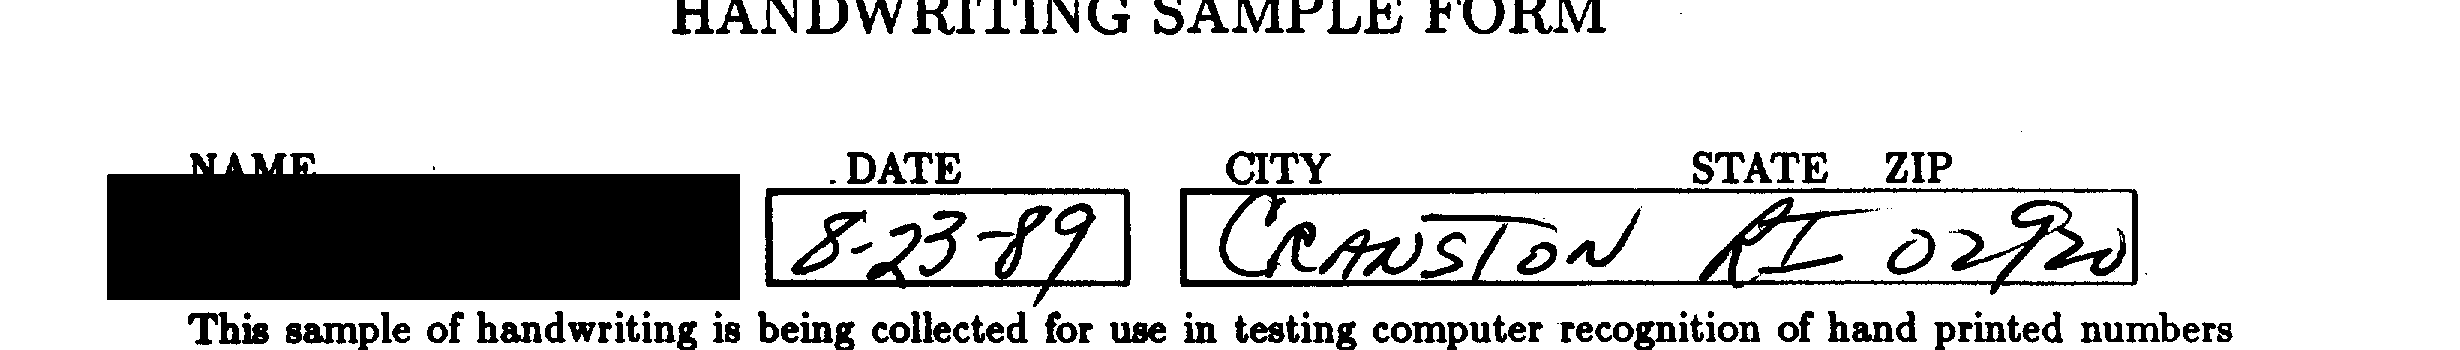 HANDWRITING SAMPLE FORM
NAME DATE CITY STATE ZIP
8-23-89 CRANSTON RI 02920
This sample of handwriting is being collected for use in testing computer recognition of hand printed numbers